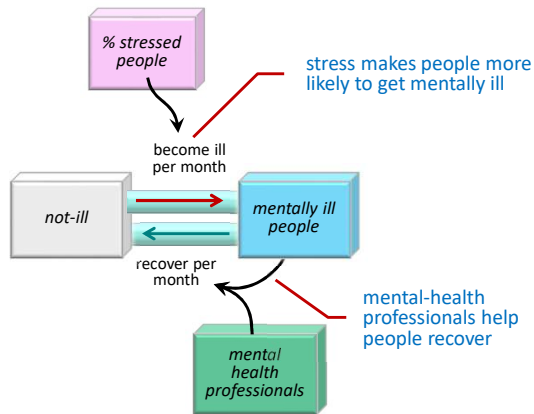 % stressed
people
stress makes people more
likely to get mentally ill
become ill
per month
not-ill
mentally ill
people
recover per
month
mental-health
professionals help
people recover
mental
health
professionals